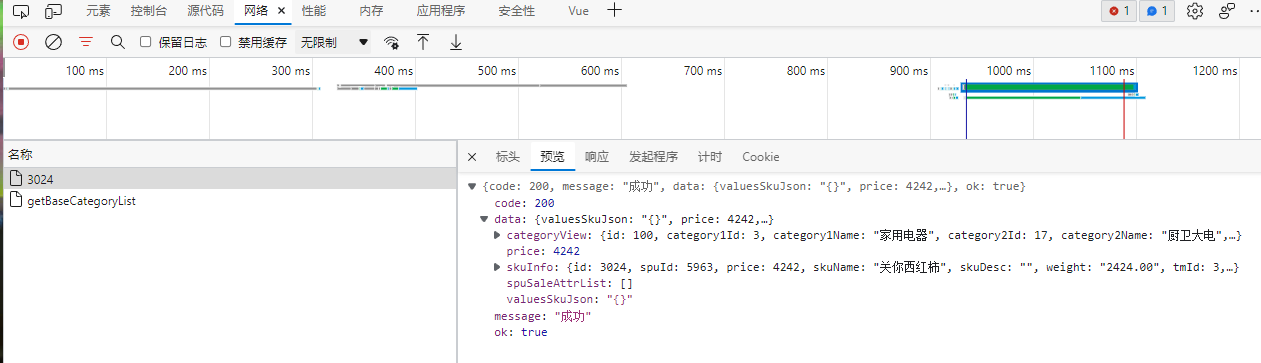 元素 控制台 源代码 网络 性能 内存 应用程序 安全性 Vue 1 1
保留日志 禁用缓存 无限制
100 ms 200 ms 300 ms 400 ms 500 ms 600 ms 700 ms 800 ms 900 ms 1000 ms 1100 ms 1200 ms
名称
3024
getBaseCategoryList
标头 预览 响应 发起程序 计时 Cookie
{code: 200, message: "成功", data: {valuesSkuJson: "{}", price: 4242,…}, ok: true}
code: 200
data: {valuesSkuJson: "{}", price: 4242,…}
categoryView: {id: 100, category1Id: 3, category1Name: "家用电器", category2Id: 17, category2Name: "厨卫大电",…}
price: 4242
skuInfo: {id: 3024, spuId: 5963, price: 4242, skuName: "关你西红柿", skuDesc: "", weight: "2424.00", tmId: 3,…}
spuSaleAttrList: []
valuesSkuJson: "{}"
message: "成功"
ok: true